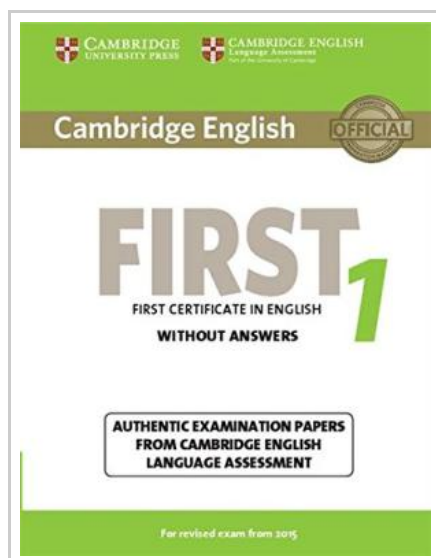 CAMBRIDGE
UNIVERSITY PRESS
CAMBRIDGE ENGLISH
Language Assessment
Part of the University of Cambridge
Cambridge English
OFFICIAL
FIRST 1
FIRST CERTIFICATE IN ENGLISH
WITHOUT ANSWERS
AUTHENTIC EXAMINATION PAPERS
FROM CAMBRIDGE ENGLISH
LANGUAGE ASSESSMENT
For revised exam from 2015